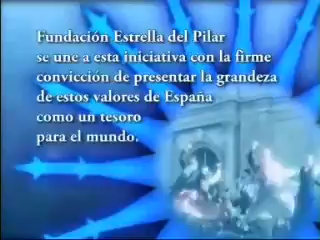 Fundación Estrella del Pilar
se une a esta iniciativa con la firme
convicción de presentar la grandeza
de estos valores de España
como un tesoro
para el mundo.